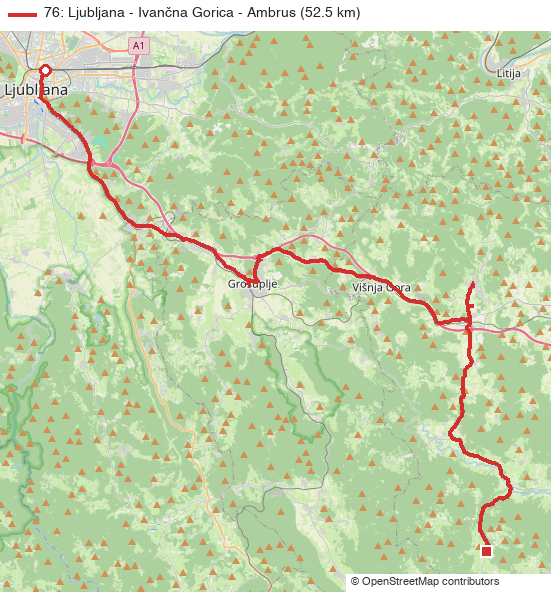 76: Ljubljana - Ivančna Gorica - Ambrus (52.5 km)
A1
Litija
Ljubljana
Grosuplje
Višnja Gora
© OpenStreetMap contributors